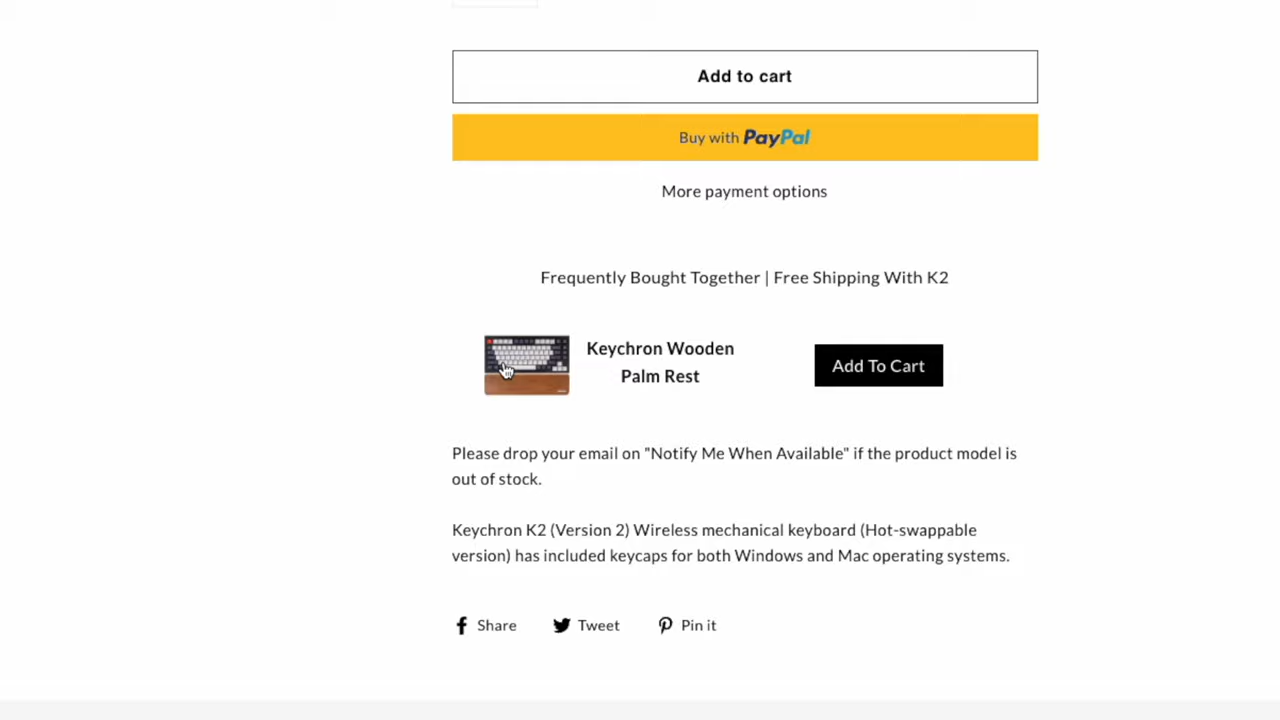 Add to cart
Buy with PayPal
More payment options
Frequently Bought Together | Free Shipping With K2
Keychron Wooden
Palm Rest
Add To Cart
Please drop your email on "Notify Me When Available" if the product model is
out of stock.
Keychron K2 (Version 2) Wireless mechanical keyboard (Hot-swappable
version) has included keycaps for both Windows and Mac operating systems.
Share
Tweet
Pin it